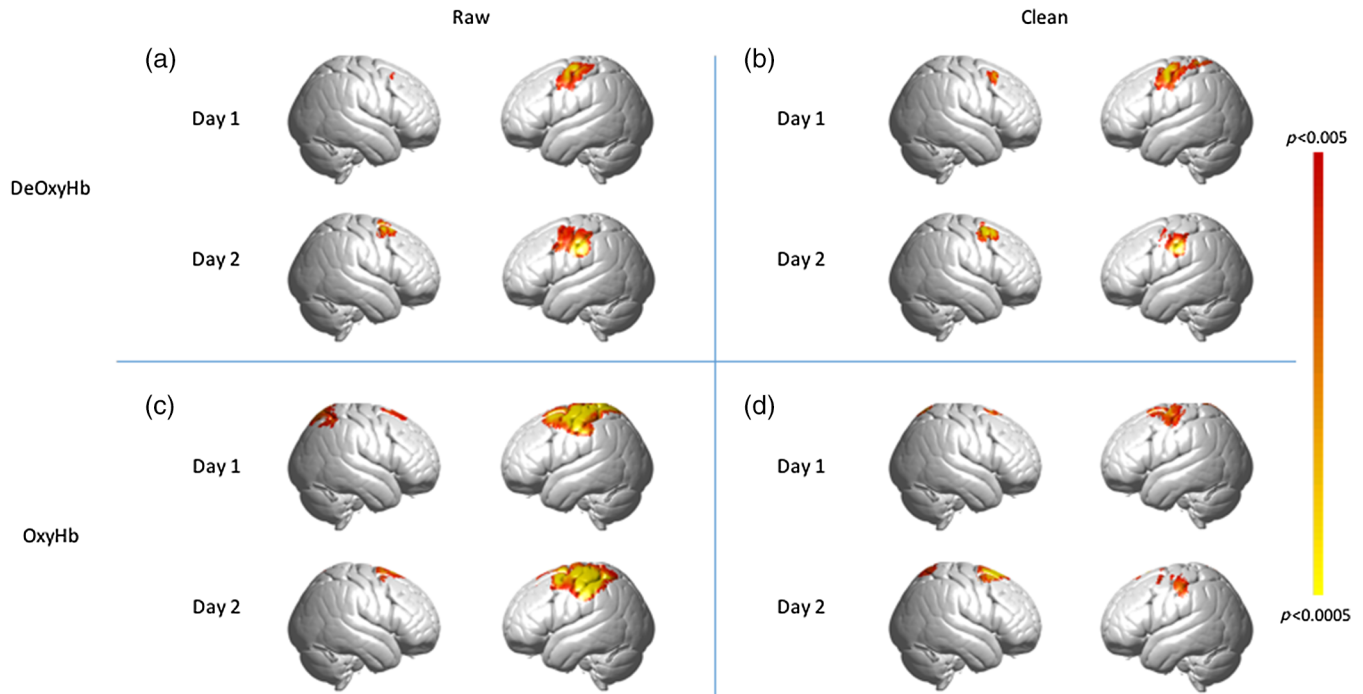 Raw
Clean
(a)
(b)
Day 1
Day 1
p<0.005
DeOxyHb
Day 2
Day 2
(c)
(d)
Day 1
Day 1
OxyHb
Day 2
Day 2
p<0.0005